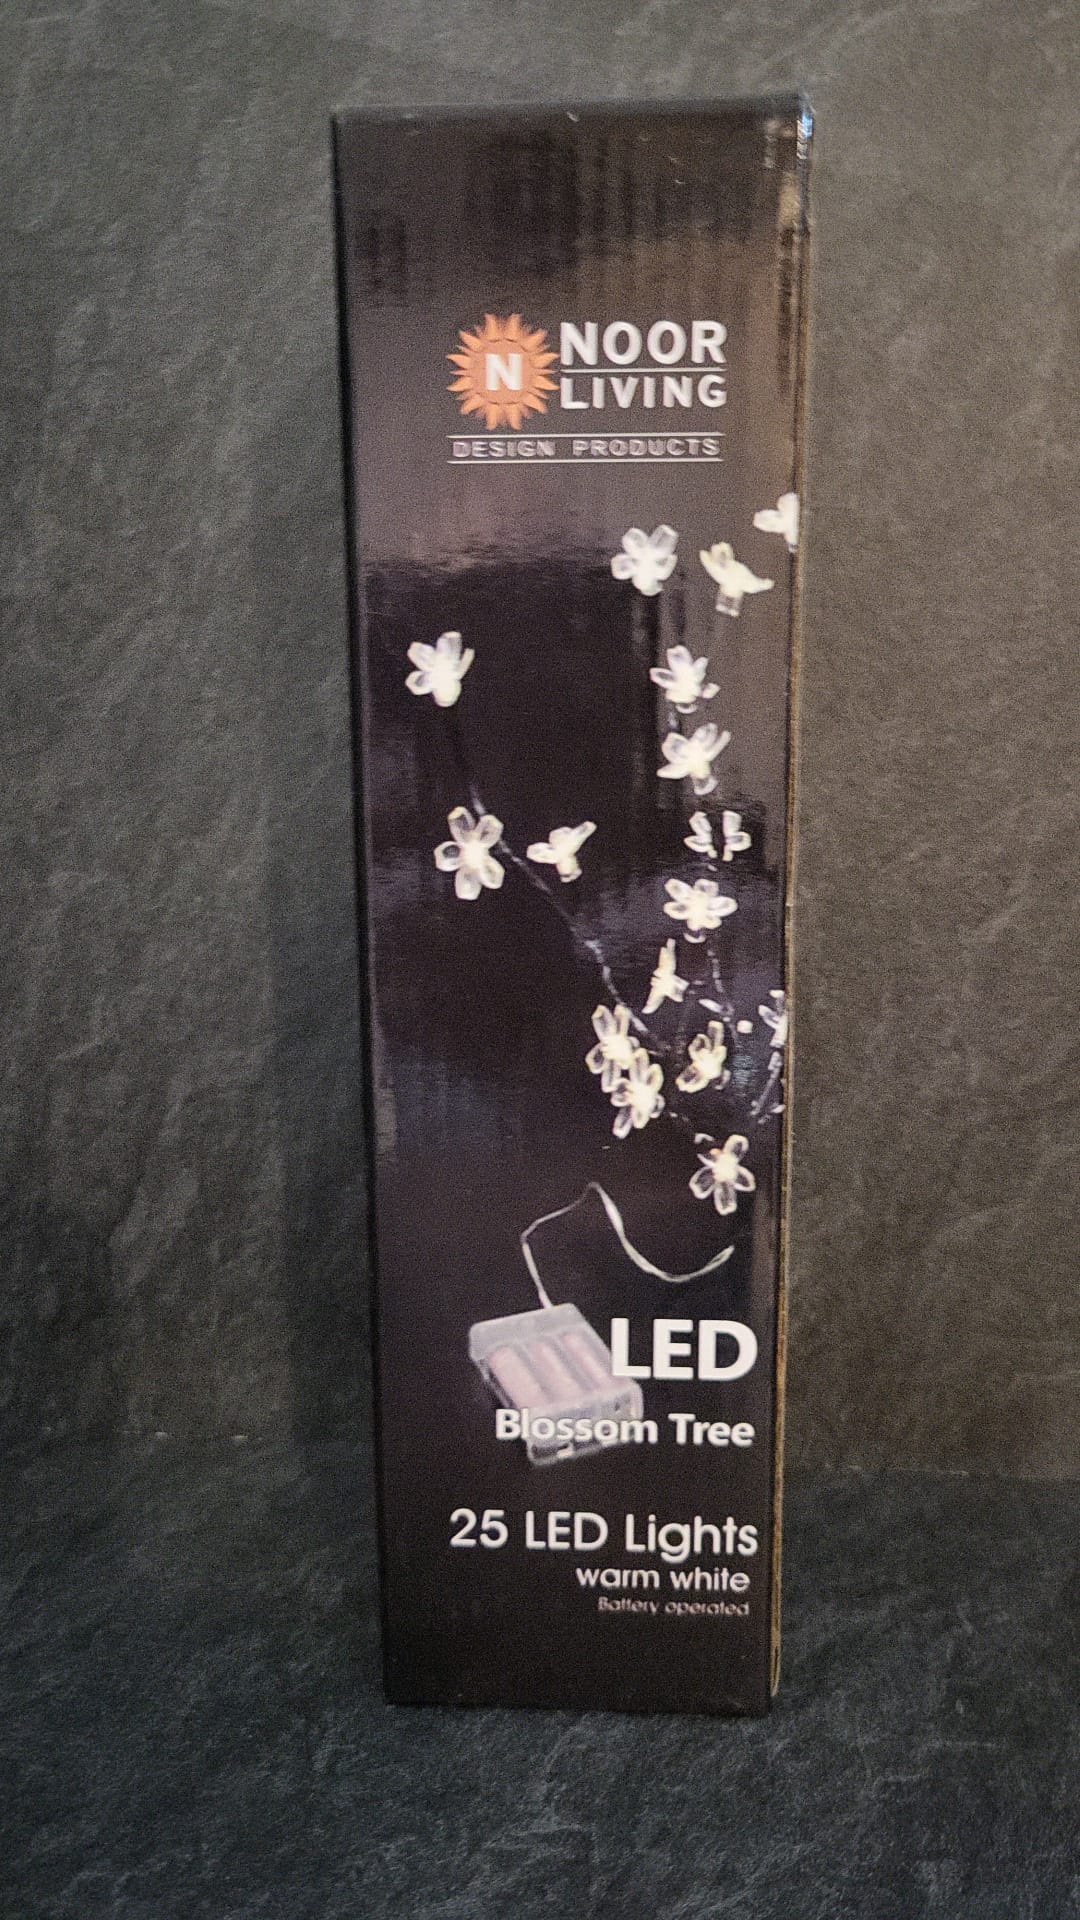 N
NOOR
LIVING
DESIGN PRODUCTS
LED
Blossom Tree
25 LED Lights
warm white
Battery operated